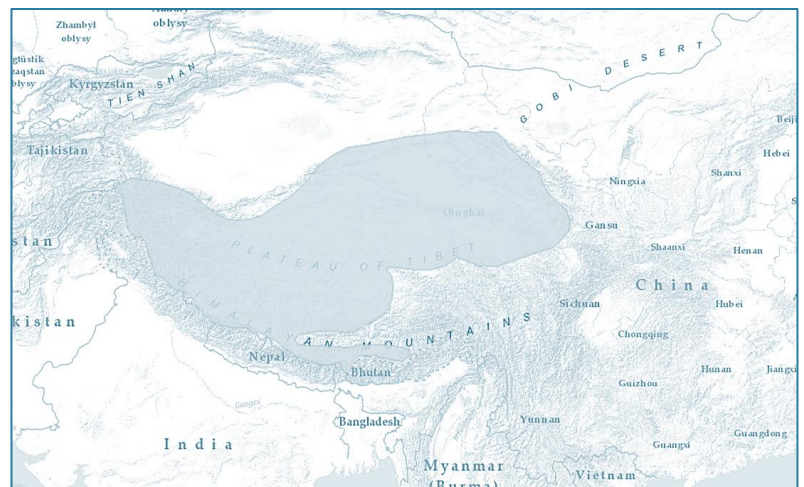 Zhambyl
oblysy
oblysy
Kyrgyzstan
TIEN SHAN
GOBI DESERT
Tajikistan
Hebei
Ningxia
Shanxi
Qinghai
Gansu
stan
PLATEAU OF TIBET
Shaanxi
Henan
China
HIMALAYAN MOUNTAINS
Sichuan
Hubei
kistan
Chongqing
Nepal
Bhutan
Hunan
Jiangxi
Guizhou
Ganges
Bangladesh
Yunnan
Guangdong
India
Guangxi
Myanmar
(Burma)
Vietnam